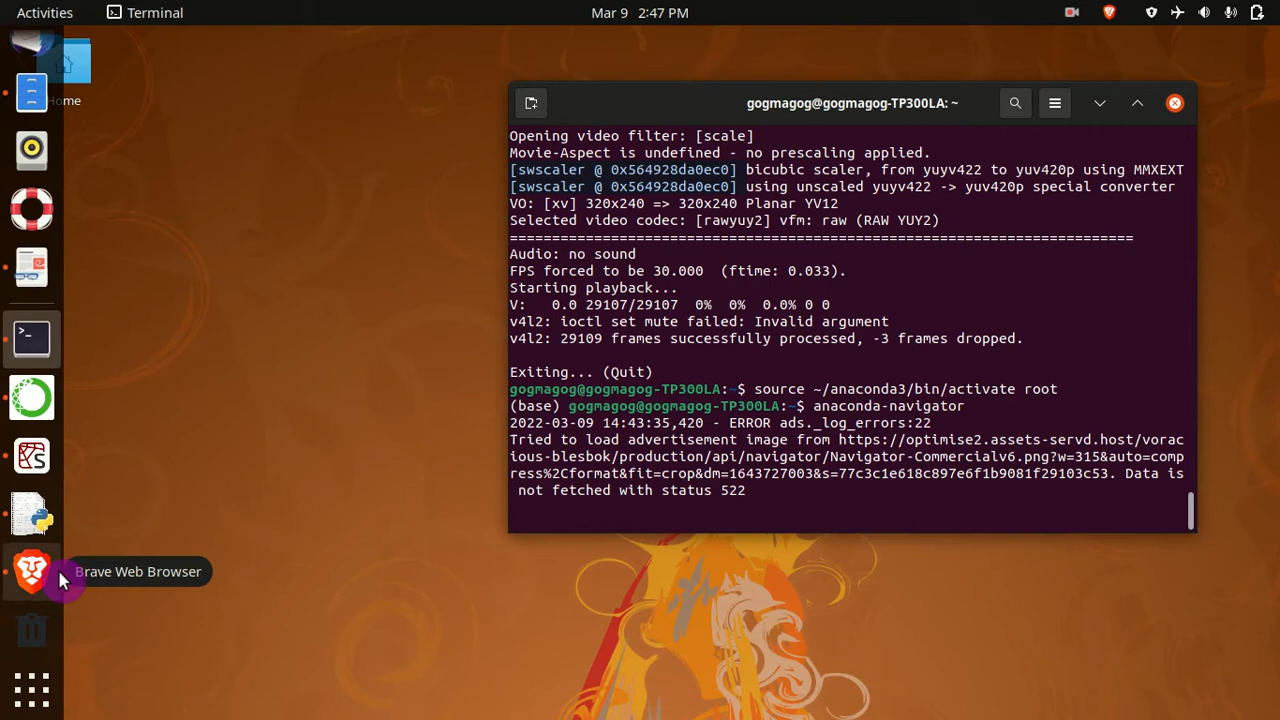 Activities
Terminal
Mar 9 2:47 PM
Home
gogmagog@gogmagog-TP300LA: ~
Opening video filter: [scale]
Movie-Aspect is undefined - no prescaling applied.
[swscaler @ 0x564928da0ec0] bicubic scaler, from yuyv422 to yuv420p using MMXEXT
[swscaler @ 0x564928da0ec0] using unscaled yuyv422 -> yuv420p special converter
VO: [xv] 320x240 => 320x240 Planar YV12
Selected video codec: [rawyuy2] vfm: raw (RAW YUY2)
==========================================================================
Audio: no sound
FPS forced to be 30.000  (ftime: 0.033).
Starting playback...
V:   0.0 29107/29107  0%  0%  0.0% 0 0
v4l2: ioctl set mute failed: Invalid argument
v4l2: 29109 frames successfully processed, -3 frames dropped.
Exiting... (Quit)
gogmagog@gogmagog-TP300LA:~$ source ~/anaconda3/bin/activate root
(base) gogmagog@gogmagog-TP300LA:~$ anaconda-navigator
2022-03-09 14:43:35,420 - ERROR ads._log_errors:22
Tried to load advertisement image from https://optimise2.assets-servd.host/vorac
ious-blesbok/production/api/navigator/Navigator-Commercialv6.png?w=315&auto=comp
ress%2Cformat&fit=crop&dm=1643727003&s=77c3c1e618c897e6f1b9081f29103c53. Data is
not fetched with status 522
Brave Web Browser